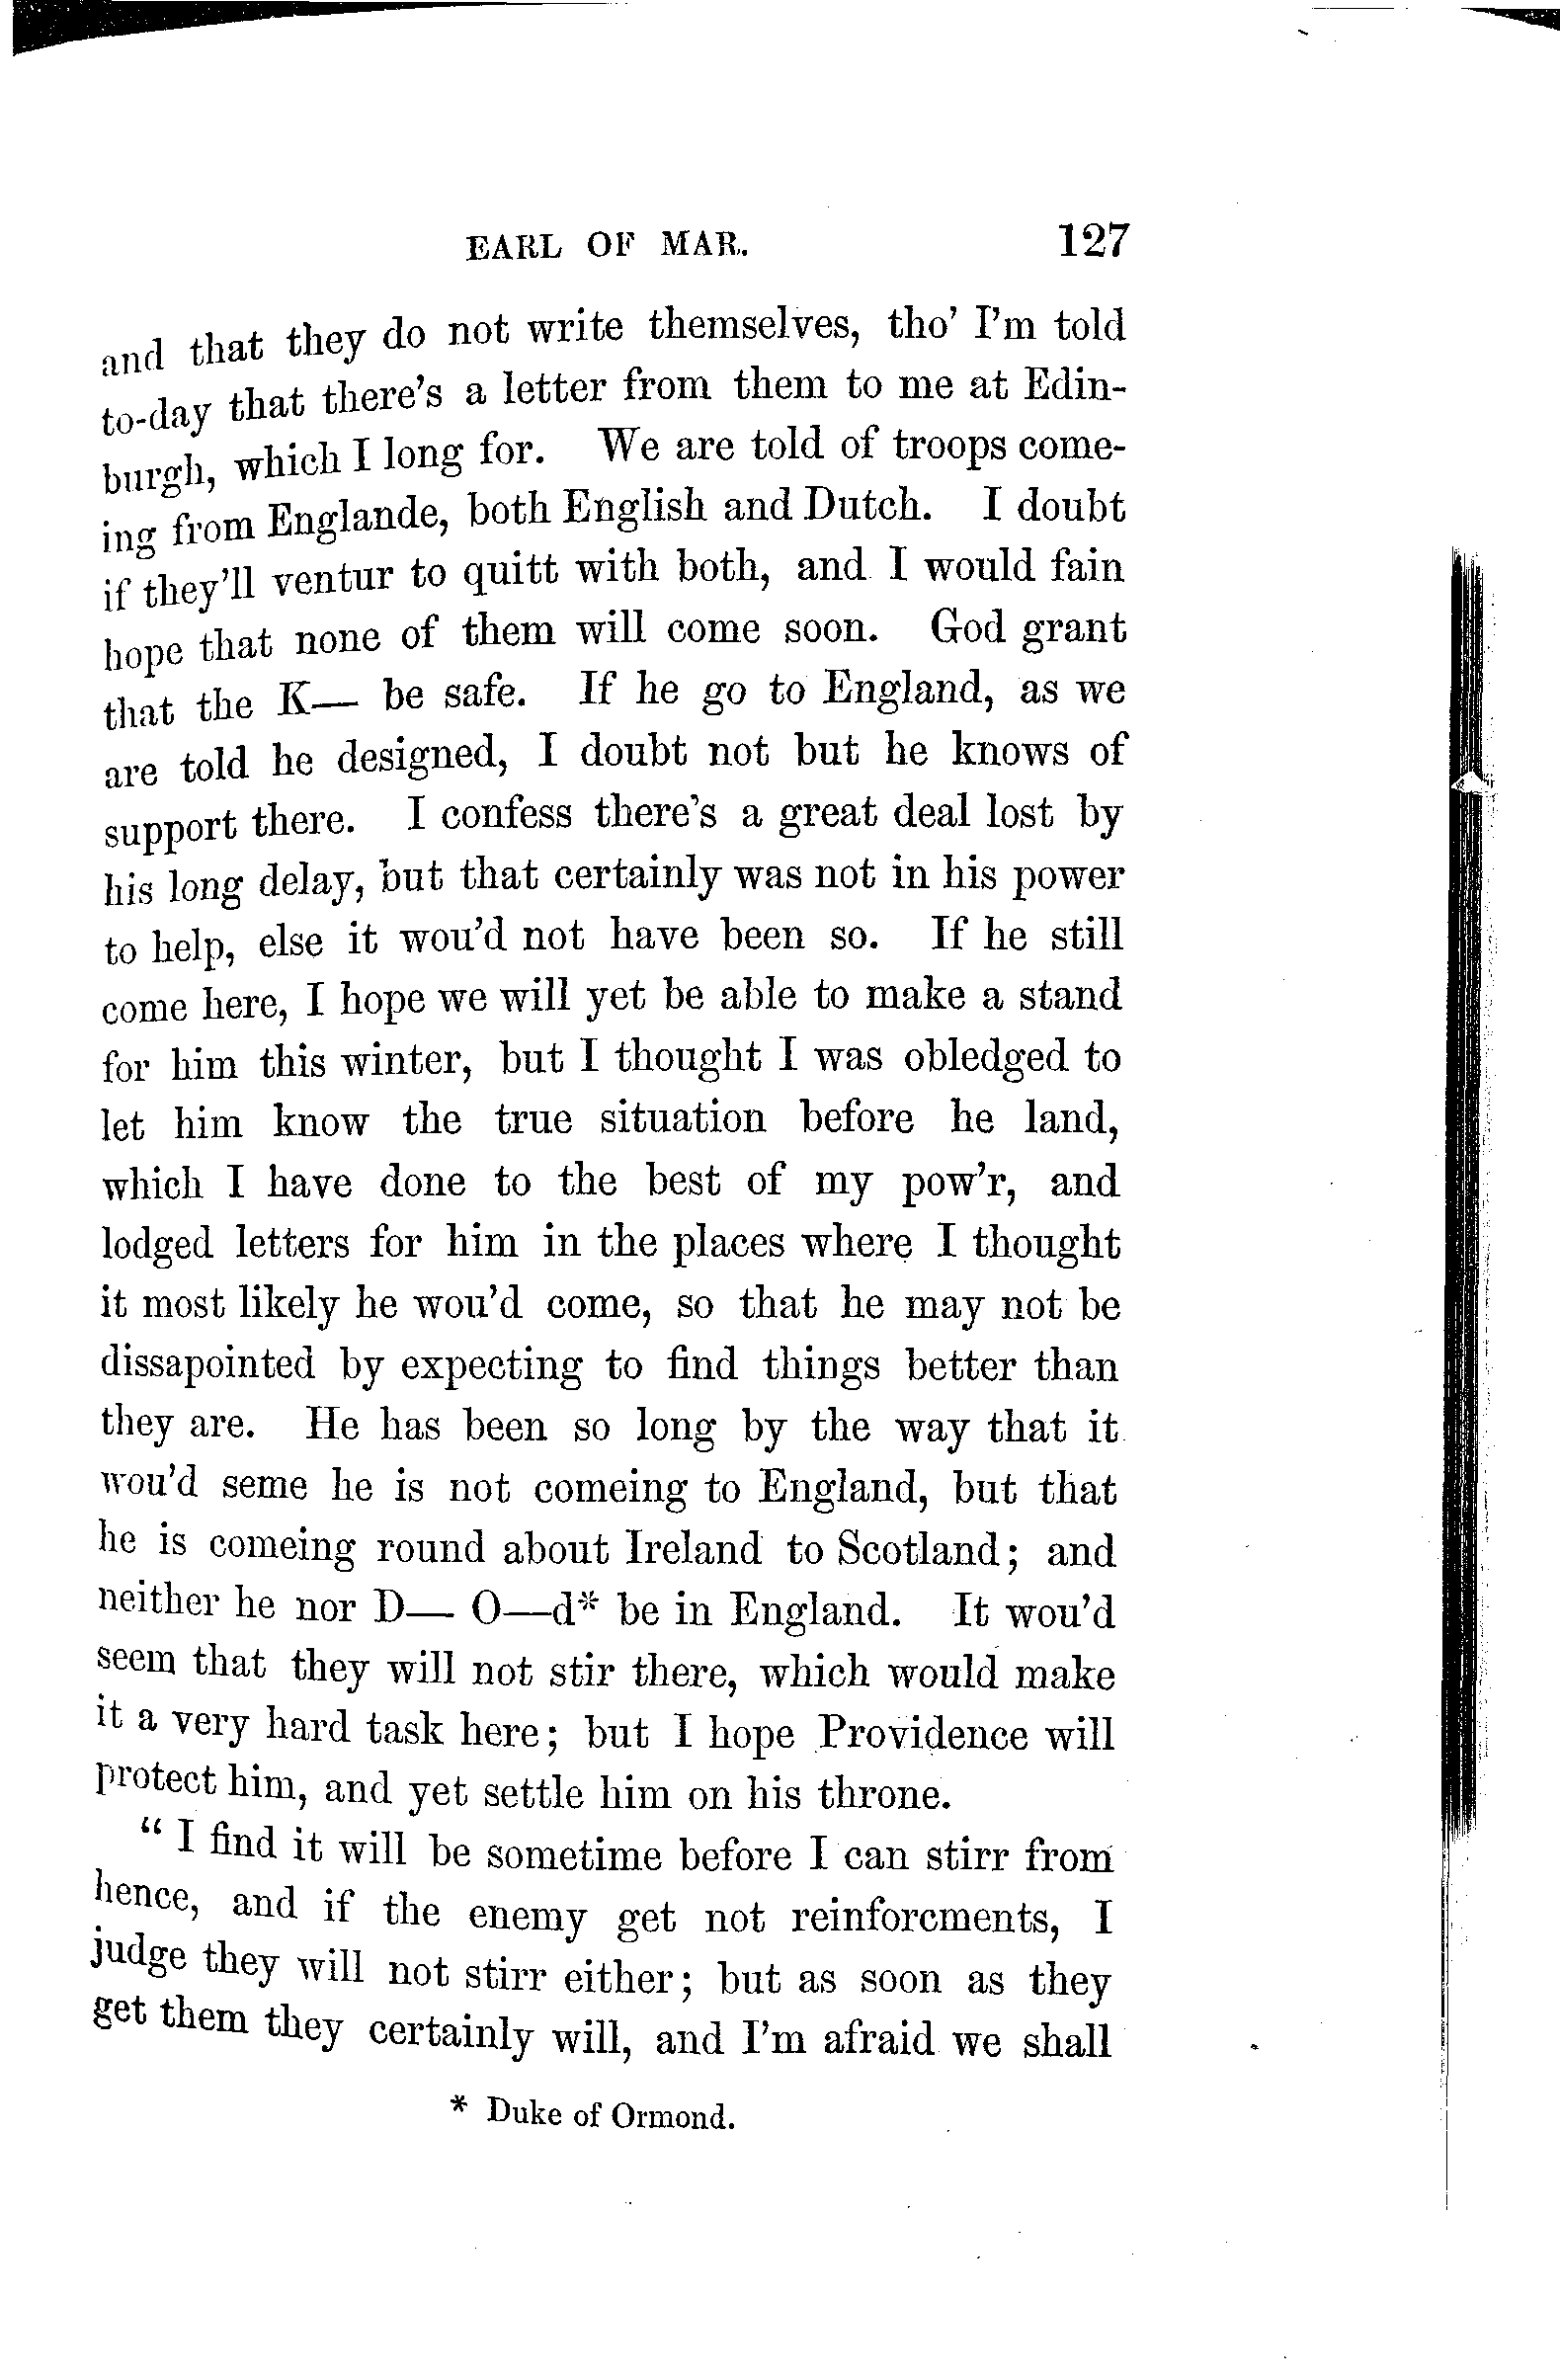 EARL OF MAR. 127
and that they do not write themselves, tho' I'm told
to-day that there's a letter from them to me at Edin-
burgh, which I long for. We are told of troops come-
ing from Englande, both English and Dutch. I doubt
if they'll ventur to quitt with both, and I would fain
hope that none of them will come soon. God grant
that the K— be safe. If he go to England, as we
are told he designed, I doubt not but he knows of
support there. I confess there's a great deal lost by
his long delay, but that certainly was not in his power
to help, else it wou'd not have been so. If he still
come here, I hope we will yet be able to make a stand
for him this winter, but I thought I was obledged to
let him know the true situation before he land,
which I have done to the best of my pow'r, and
lodged letters for him in the places where I thought
it most likely he wou'd come, so that he may not be
dissapointed by expecting to find things better than
they are. He has been so long by the way that it
wou'd seme he is not comeing to England, but that
he is comeing round about Ireland to Scotland; and
neither he nor D— O—d* be in England. It wou'd
seem that they will not stir there, which would make
it a very hard task here; but I hope Providence will
protect him, and yet settle him on his throne.
“ I find it will be sometime before I can stirr from
hence, and if the enemy get not reinforcments, I
judge they will not stirr either; but as soon as they
get them they certainly will, and I'm afraid we shall
* Duke of Ormond.